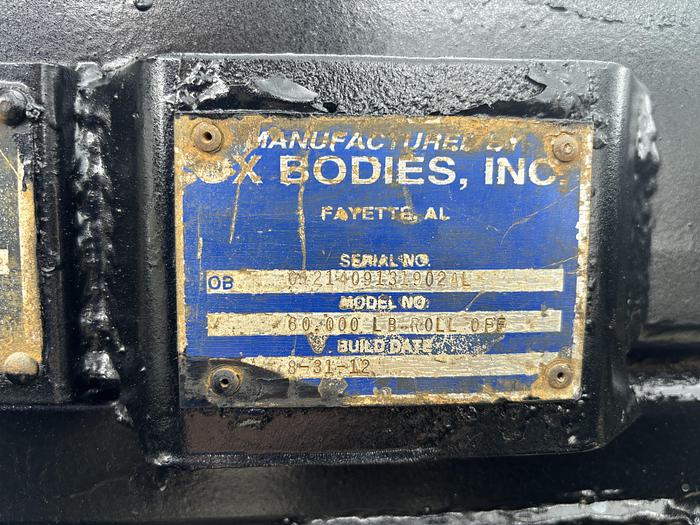 MANUFACTURED BY
OX BODIES, INC.
FAYETTE, AL
SERIAL NO.
OB
MODEL NO.
60,000 LB ROLL OFF
BUILD DATE
8-31-12